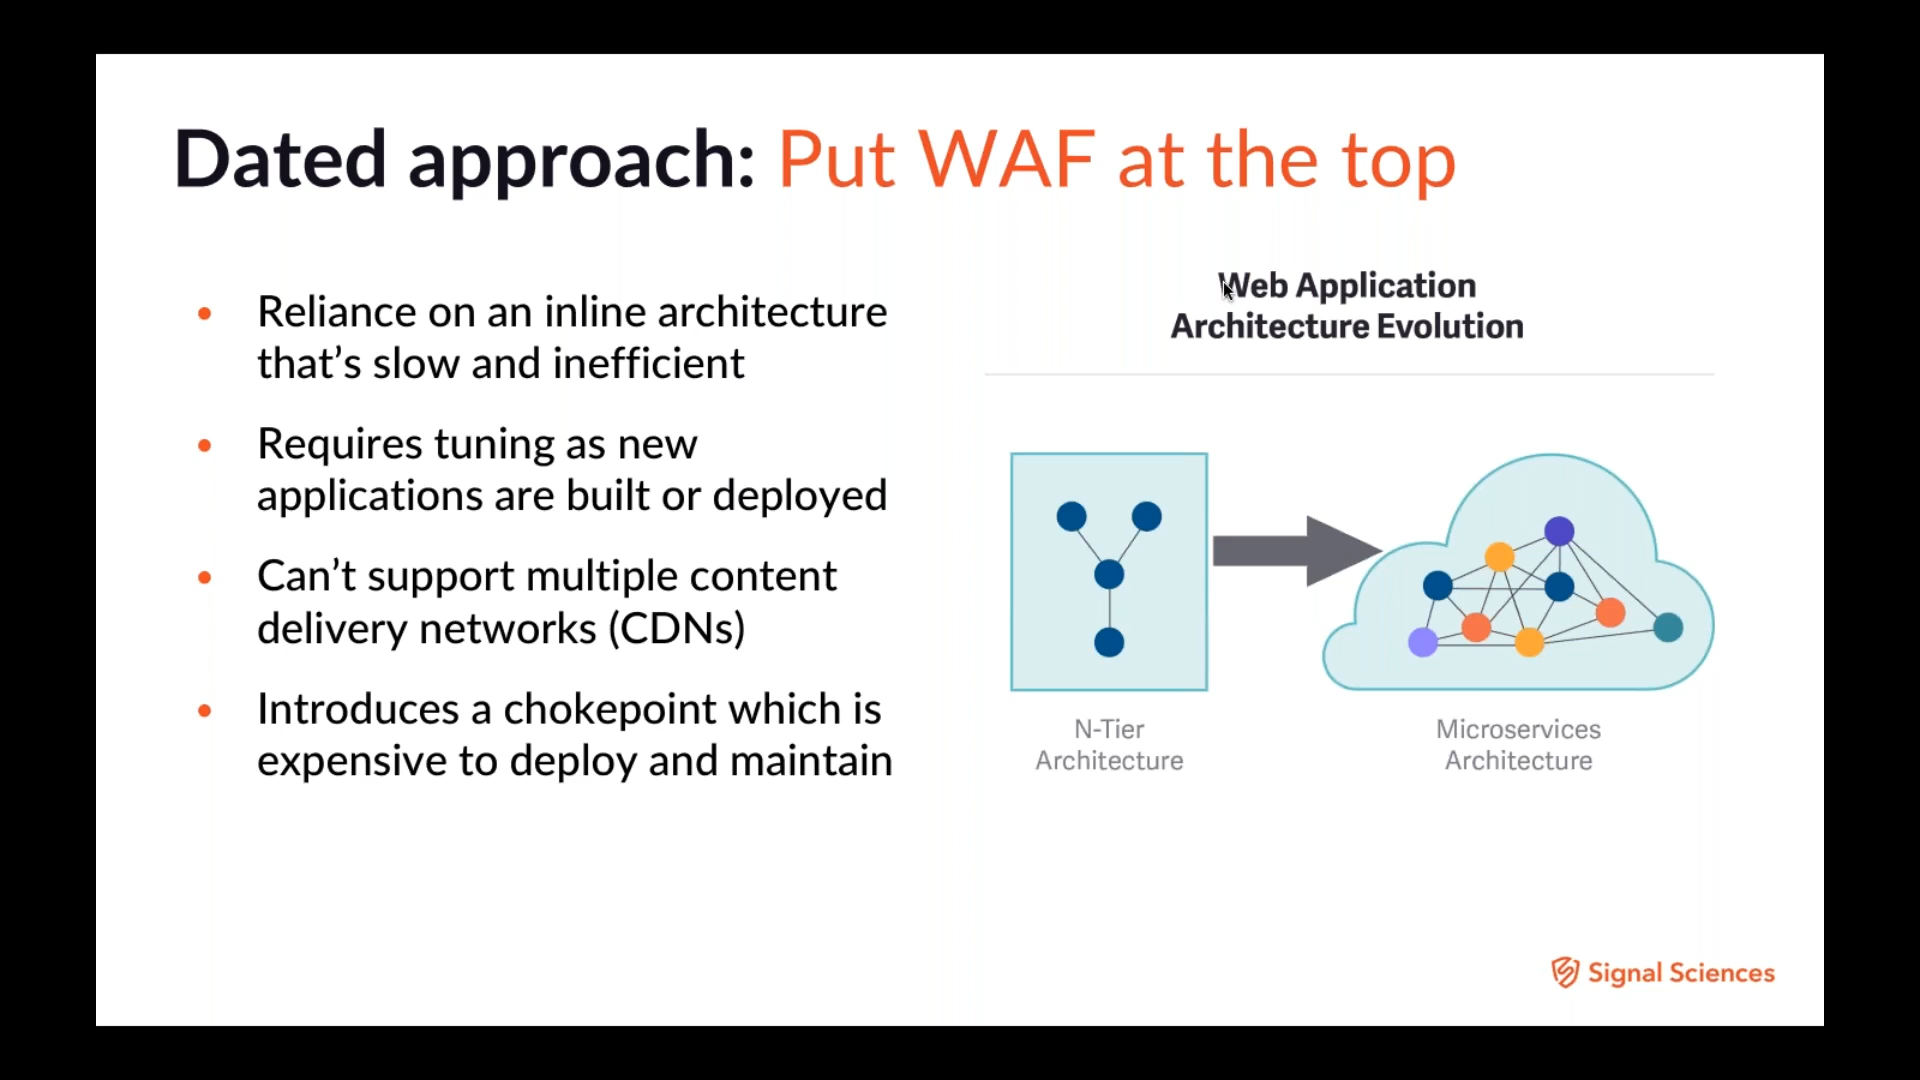 Dated approach: Put WAF at the top
Reliance on an inline architecture
that’s slow and inefficient
Requires tuning as new
applications are built or deployed
Can’t support multiple content
delivery networks (CDNs)
Introduces a chokepoint which is
expensive to deploy and maintain
Web Application
Architecture Evolution
N-Tier
Architecture
Microservices
Architecture
Signal Sciences